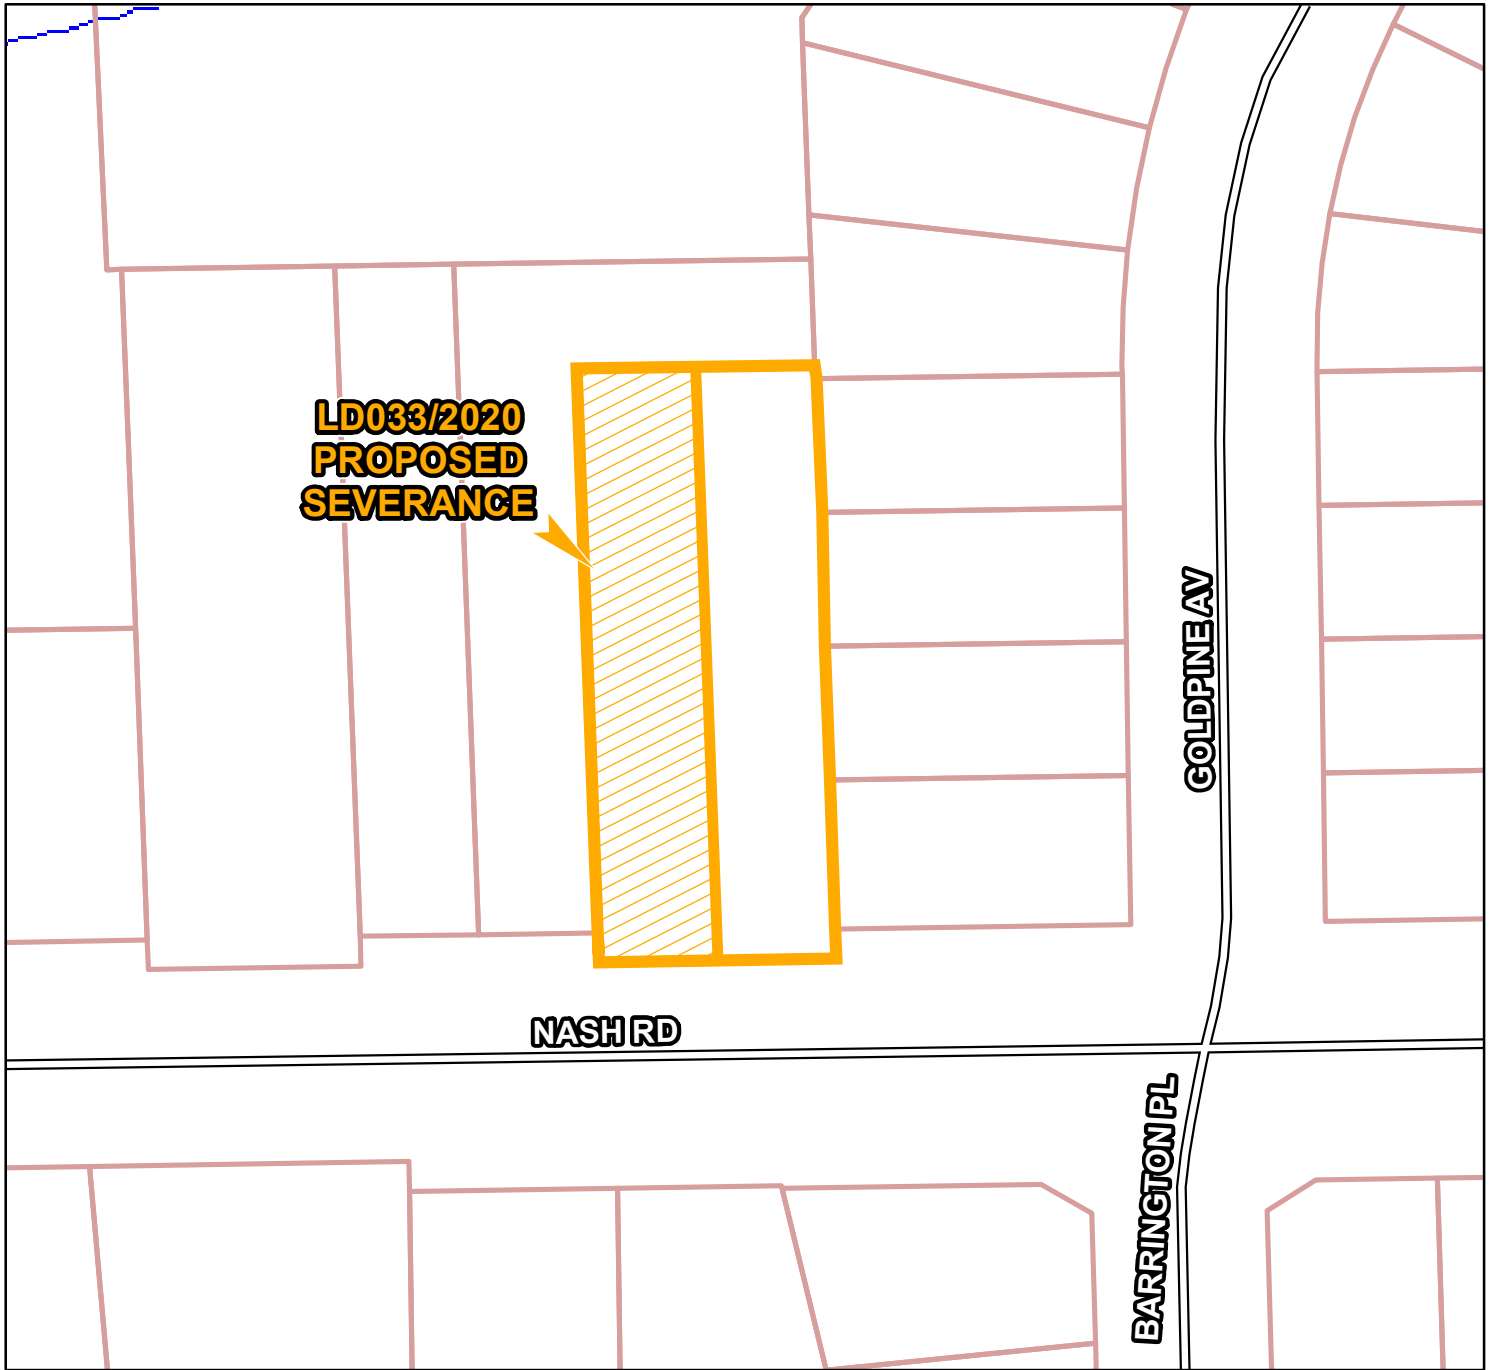 LD033/2020
PROPOSED
SEVERANCE
GOLDPINE AV
NASH RD
BARRINGTON PL